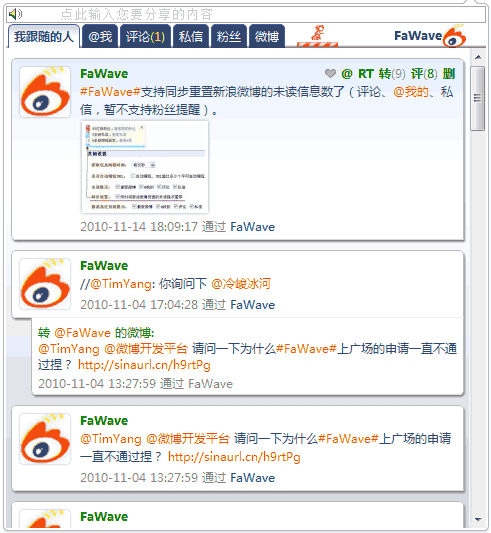 点此输入您要分享的内容
我跟随的人 @我 评论(1) 私信 粉丝 微博 FaWave
FaWave @ RT 转(9) 评(8) 删
#FaWave#支持同步重置新浪微博的未读信息数了（评论、@我的、私
信，暂不支持粉丝提醒）。
2010-11-14 18:09:17 通过 FaWave
FaWave
//@TimYang: 你询问下 @冷峻冰河
2010-11-04 17:04:28 通过 FaWave
转 @FaWave 的微博:
@TimYang @微博开发平台 请问一下为什么#FaWave#上广场的申请一直不通
过捏？ http://sinaurl.cn/h9rtPg
2010-11-04 13:27:59 通过 FaWave
FaWave
@TimYang @微博开发平台 请问一下为什么#FaWave#上广场的申请
一直不通过捏？ http://sinaurl.cn/h9rtPg
2010-11-04 13:27:59 通过 FaWave
FaWave